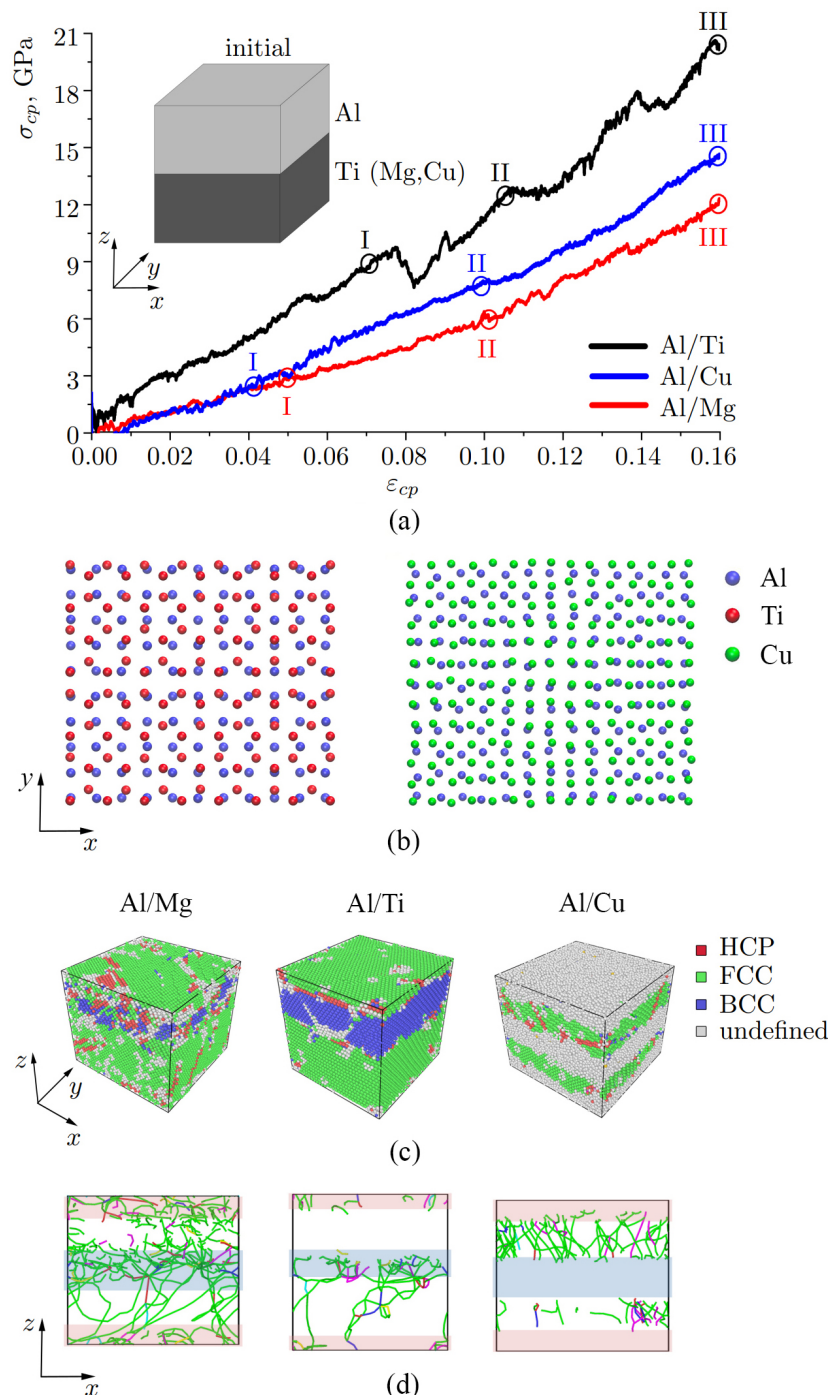 initial
Al
Ti (Mg,Cu)
z
y
x
σcp, GPa
21
18
15
12
9
6
3
0
I
II
III
I
II
III
I
II
III
Al/Ti
Al/Cu
Al/Mg
0.00 0.02 0.04 0.06 0.08 0.10 0.12 0.14 0.16
εcp
(a)
Al
Ti
Cu
y
x
(b)
Al/Mg Al/Ti Al/Cu
HCP
FCC
BCC
undefined
z
y
x
(c)
z
x
(d)